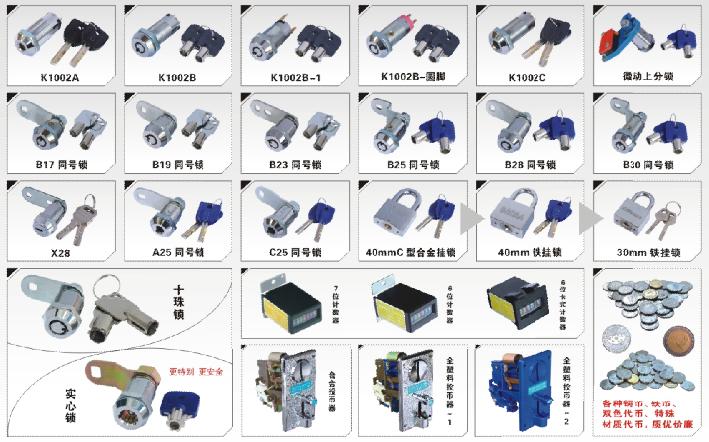 K1002A
K1002B
K1002B-1
K1002B-圆脚
K1002C
微动上分锁
B17 同号锁
B19 同号锁
B23 同号锁
B25 同号锁
B28 同号锁
B30 同号锁
X28
A25 同号锁
C25 同号锁
40mmC 型合金挂锁
40mm 铁挂锁
30mm 铁挂锁
十珠锁
更特别 更安全
实心锁
7位计数器
6位计数器
6位卡式计数器
合金投币器
全塑料投币器-1
全塑料投币器-2
各种铜币、铁币、
双色代币、特殊
材质代币，质优价廉